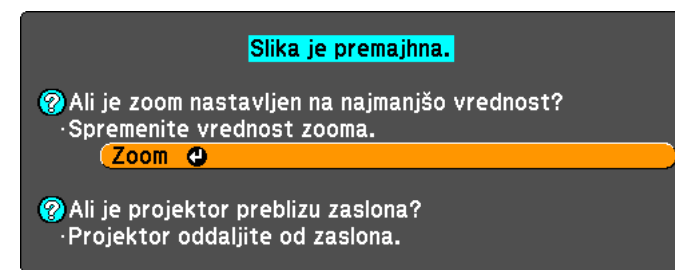 Slika je premajhna.
Ali je zoom nastavljen na najmanjšo vrednost?
·Spremenite vrednost zooma.
Zoom
Ali je projektor preblizu zaslona?
·Projektor oddaljite od zaslona.